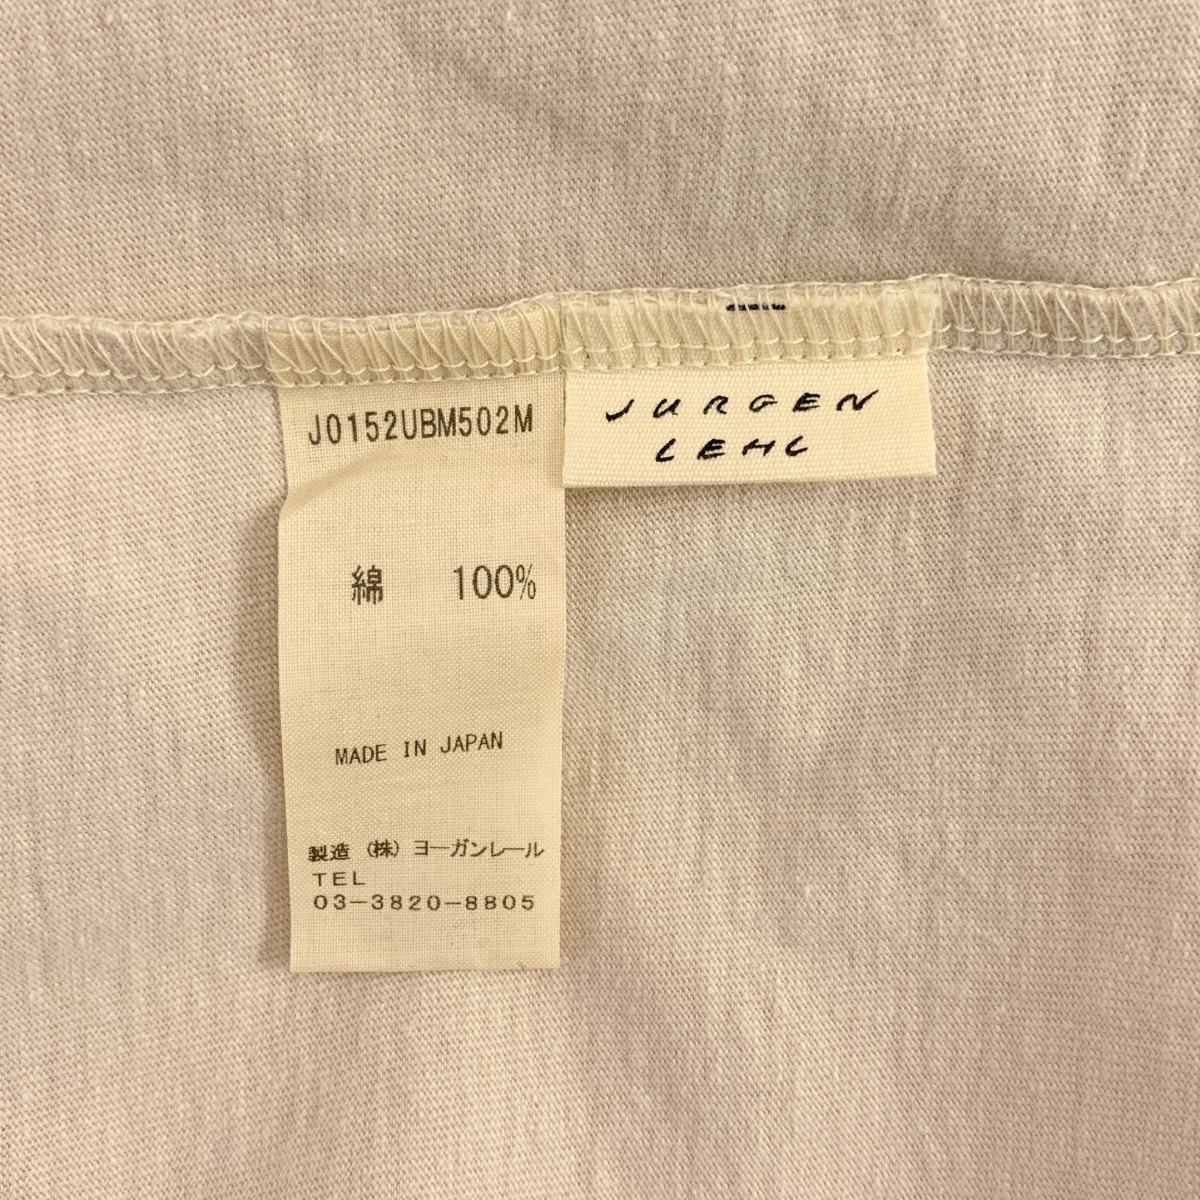 J0152UBM502M
綿 100%
MADE IN JAPAN
製造 (株) ヨーガンレール
TEL
03-3820-8805
JURGEN
LEHL